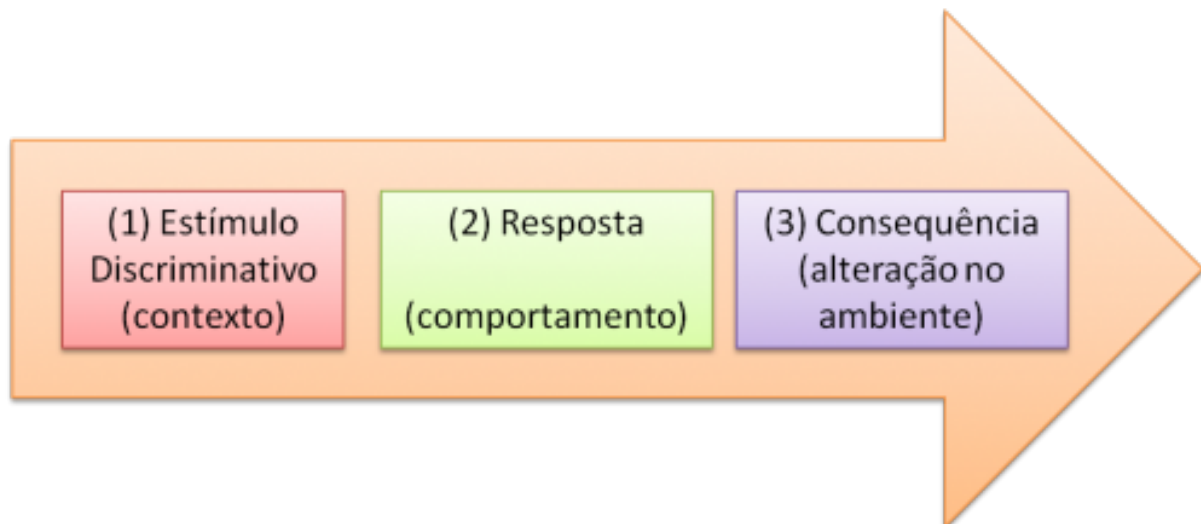 (1) Estímulo
Discriminativo
(contexto)
(2) Resposta
(comportamento)
(3) Consequência
(alteração no
ambiente)